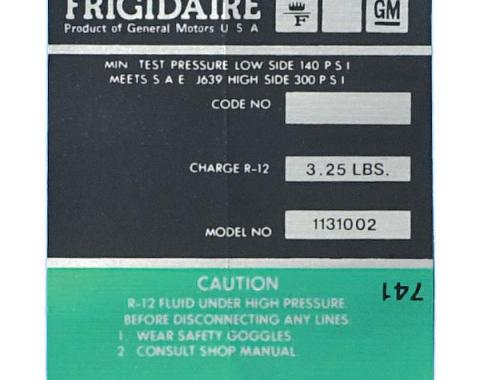 FRIGIDAIRE
Product of General Motors U S A
F
GM
MIN TEST PRESSURE LOW SIDE 140 P S I
MEETS S A E J639 HIGH SIDE 300 P S I
CODE NO
CHARGE R-12 3.25 LBS.
MODEL NO 1131002
CAUTION
741
R-12 FLUID UNDER HIGH PRESSURE
BEFORE DISCONNECTING ANY LINES
1 WEAR SAFETY GOGGLES
2 CONSULT SHOP MANUAL